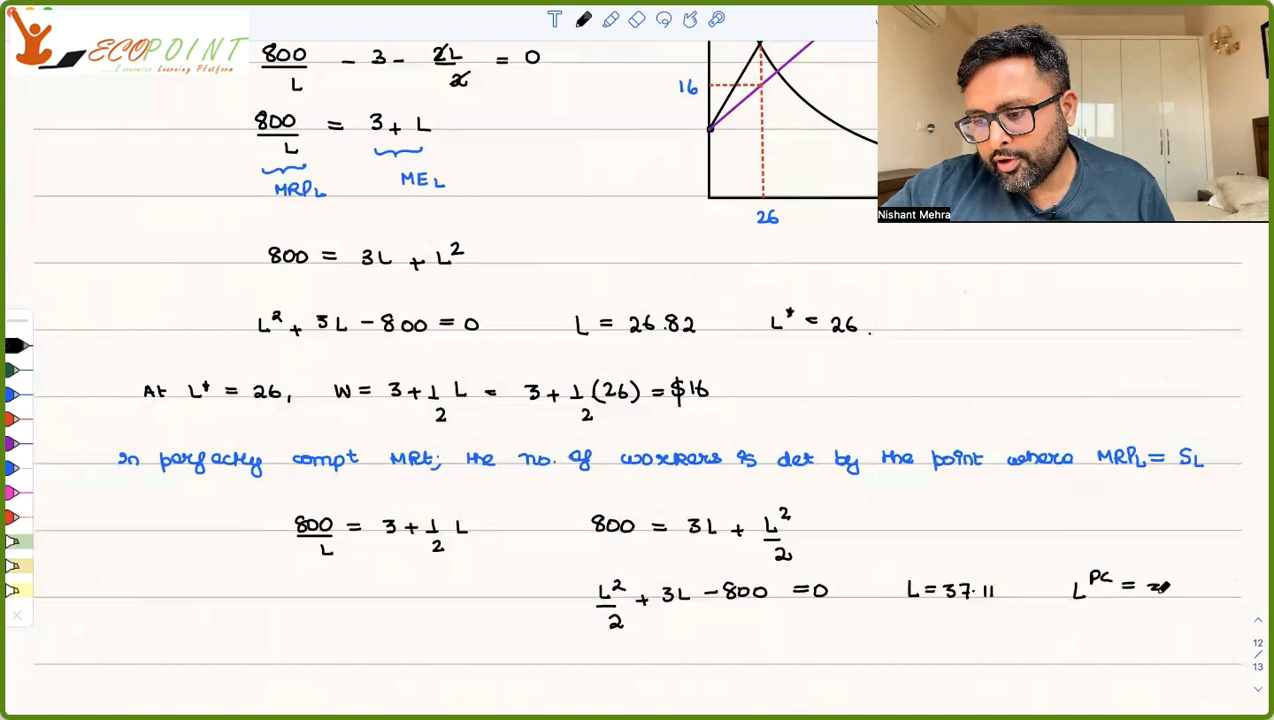 ECOPOINT
Economics Learning Platform
800/L - 3 - 2L/2 = 0
800/L = 3 + L
MRPL MEL
800 = 3L + L²
L² + 3L - 800 = 0 L = 26.82 L* = 26.
At L* = 26, W = 3 + 1/2 L = 3 + 1/2 (26) = $16
In perfectly compt MRt; the no. of workers is det by the point where MRPL = SL
800/L = 3 + 1/2 L 800 = 3L + L²/2
L²/2 + 3L - 800 = 0 L = 37.11 L^PC = 3
16
26
Nishant Mehra
12
/
13